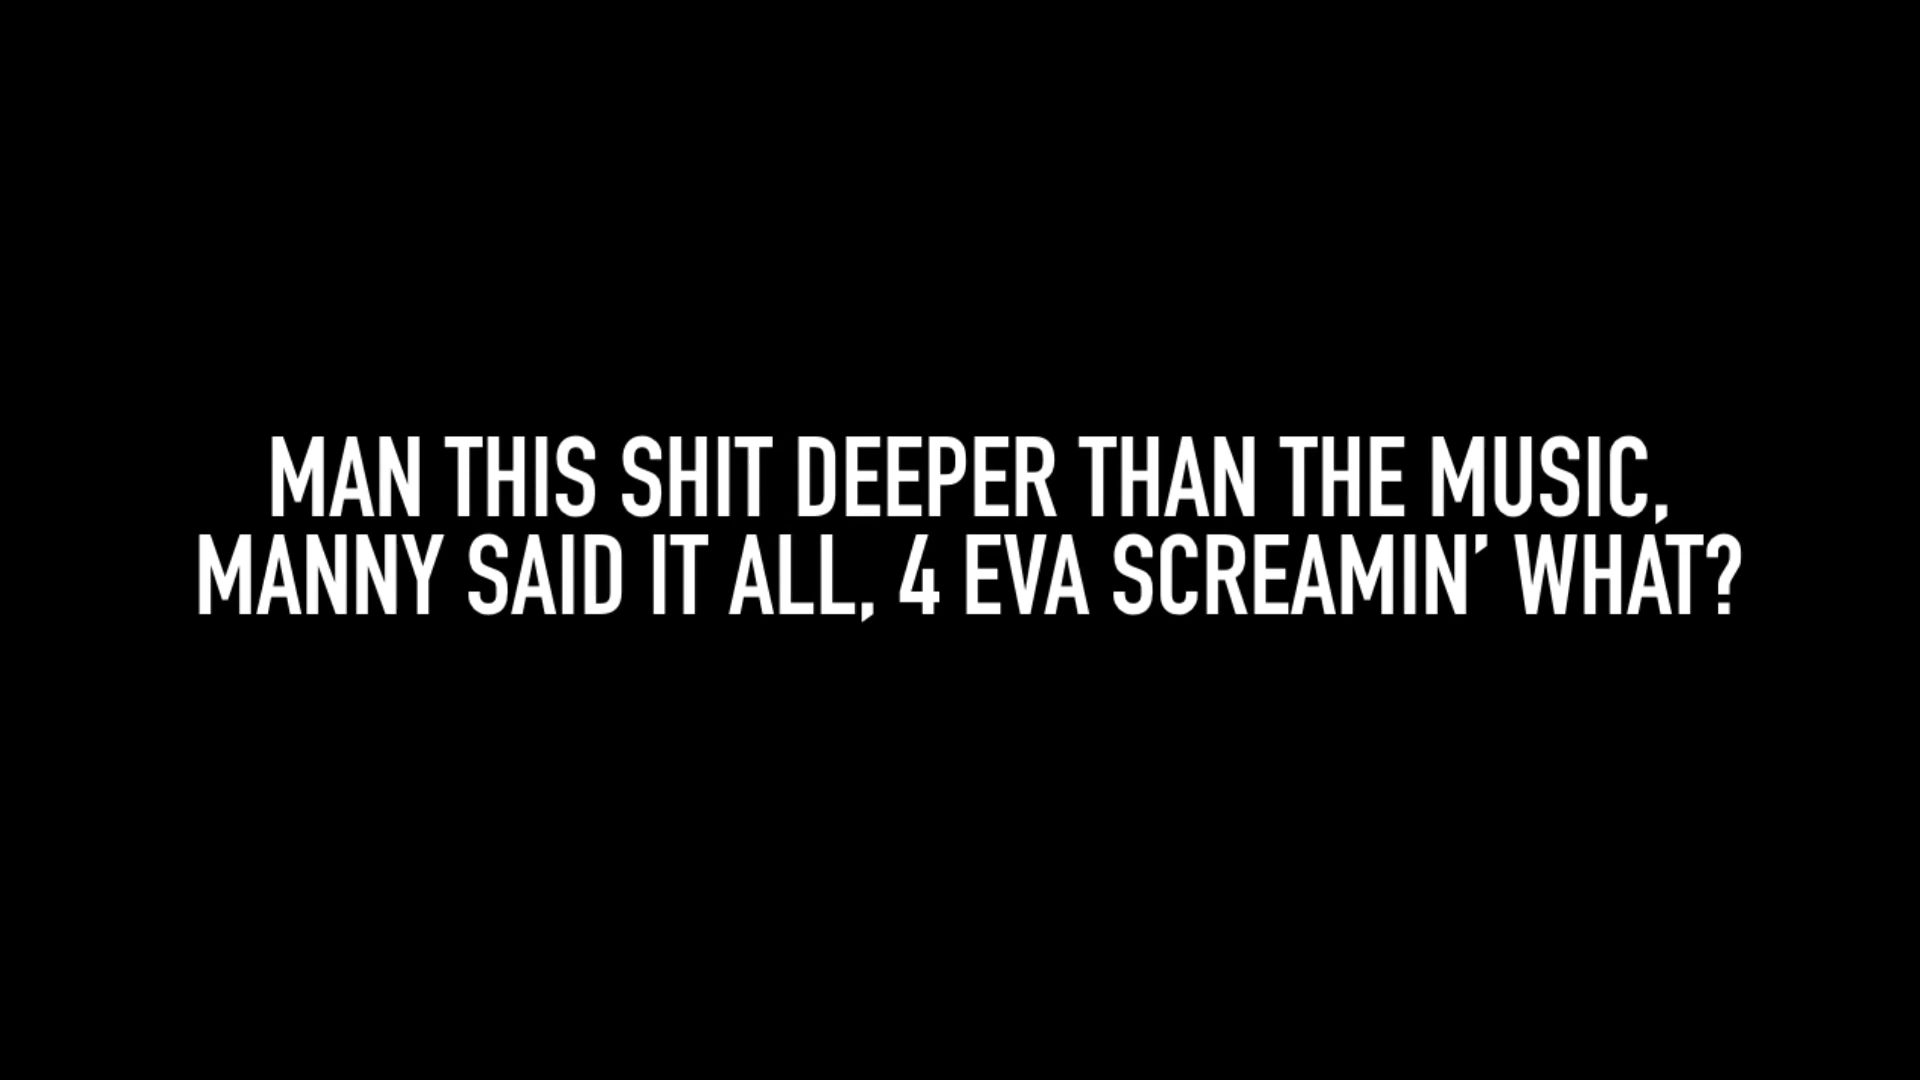 MAN THIS SHIT DEEPER THAN THE MUSIC,
MANNY SAID IT ALL, 4 EVA SCREAMIN’ WHAT?